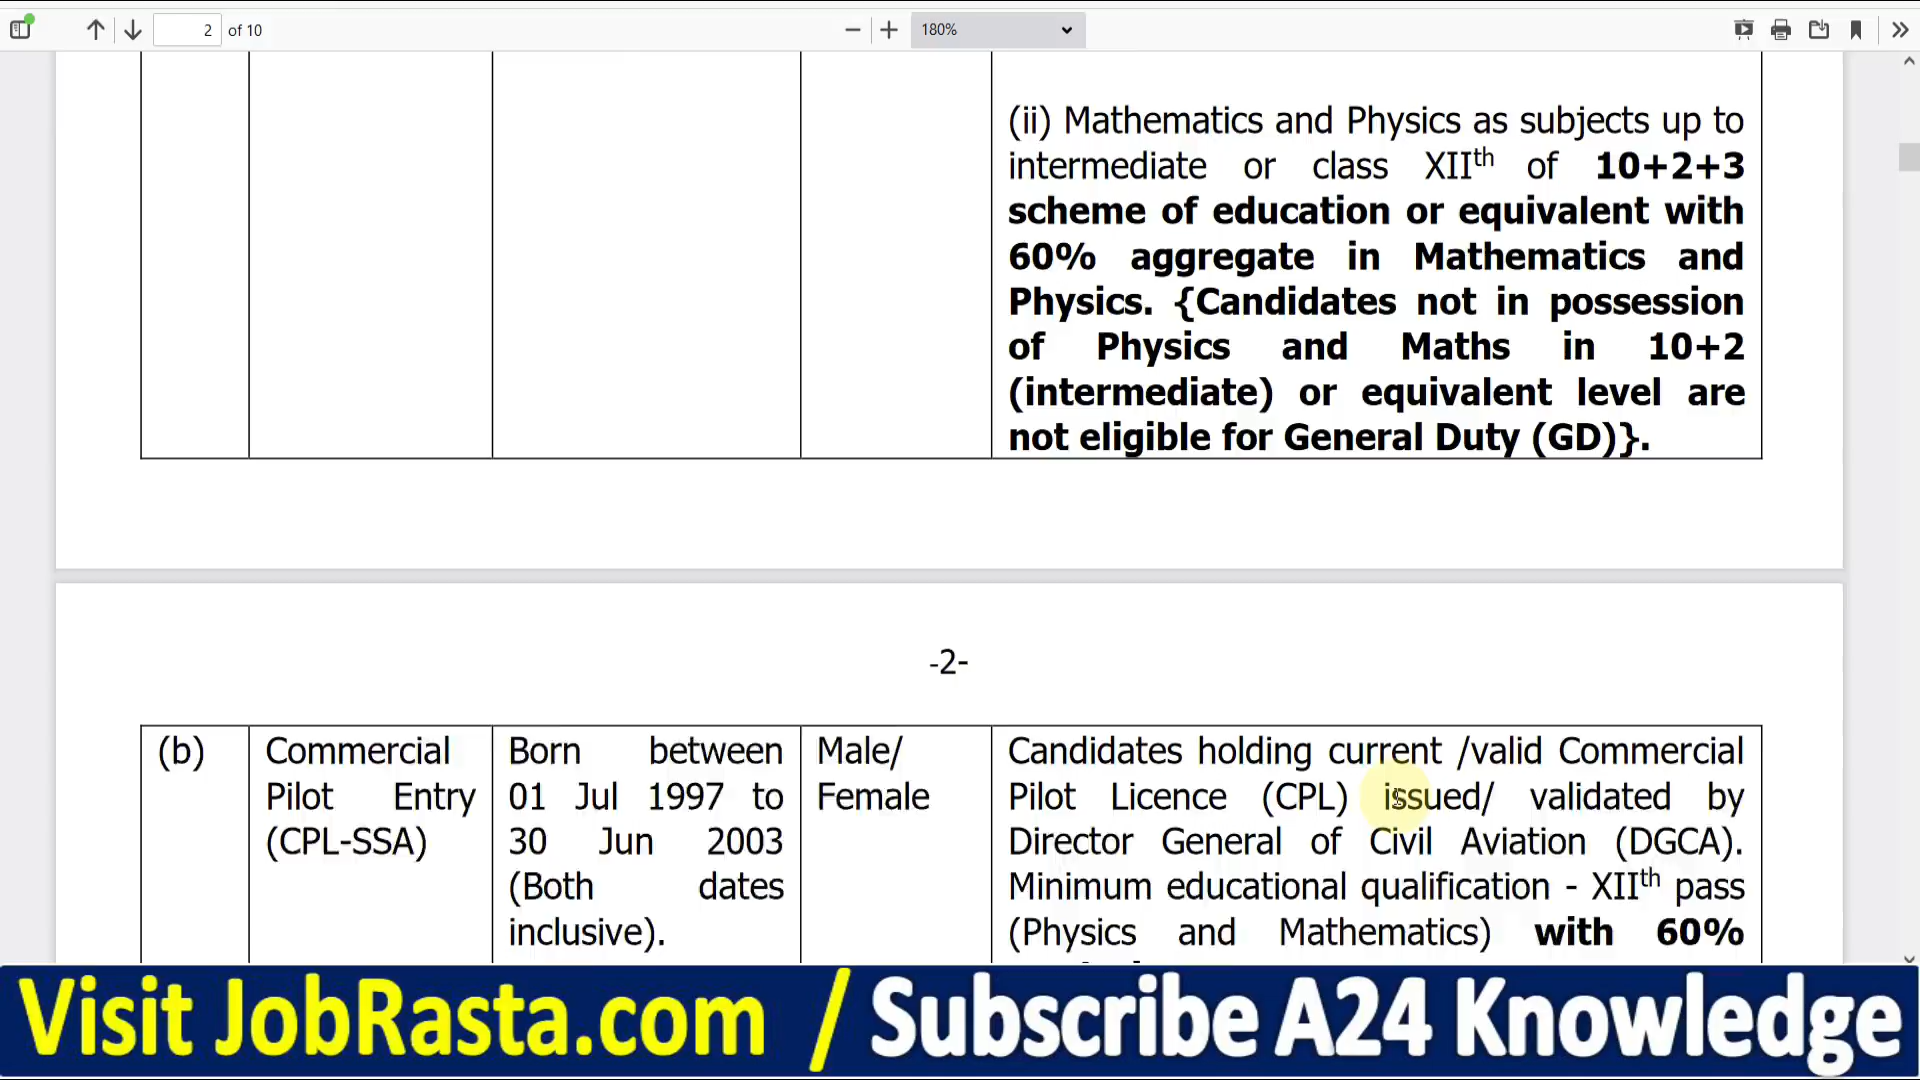 2 of 10
180%
(ii) Mathematics and Physics as subjects up to
intermediate or class XIIth of 10+2+3
scheme of education or equivalent with
60% aggregate in Mathematics and
Physics. {Candidates not in possession
of Physics and Maths in 10+2
(intermediate) or equivalent level are
not eligible for General Duty (GD)}.
-2-
(b)
Commercial
Pilot Entry
(CPL-SSA)
Born between
01 Jul 1997 to
30 Jun 2003
(Both dates
inclusive).
Male/
Female
Candidates holding current /valid Commercial
Pilot Licence (CPL) issued/ validated by
Director General of Civil Aviation (DGCA).
Minimum educational qualification - XIIth pass
(Physics and Mathematics) with 60%
Visit JobRasta.com / Subscribe A24 Knowledge